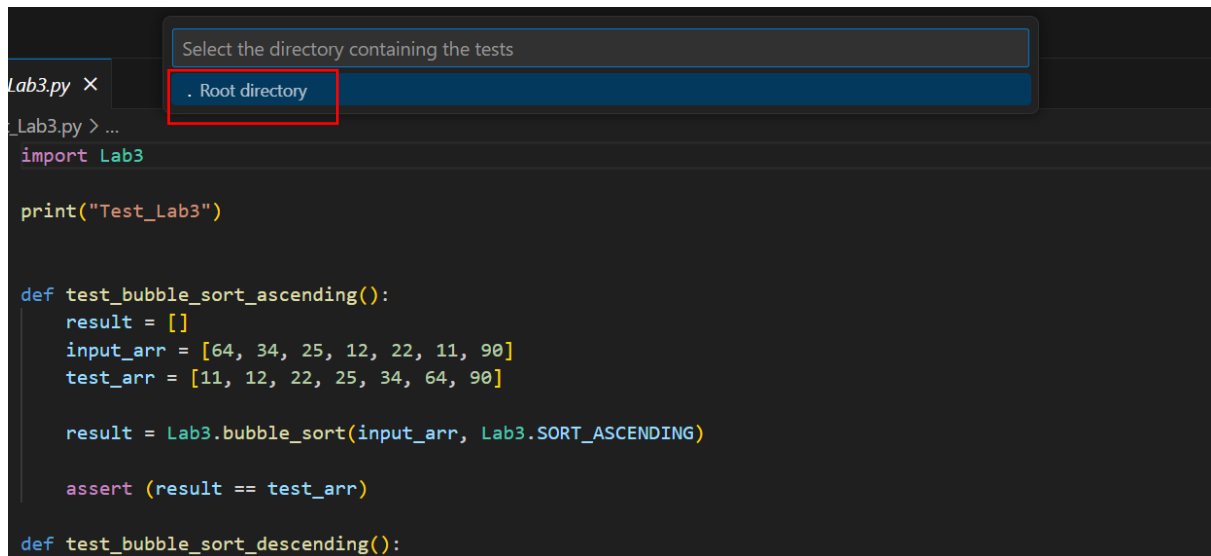 Select the directory containing the tests
. Root directory
Lab3.py ×
_Lab3.py > ...
import Lab3
print("Test_Lab3")
def test_bubble_sort_ascending():
result = []
input_arr = [64, 34, 25, 12, 22, 11, 90]
test_arr = [11, 12, 22, 25, 34, 64, 90]
result = Lab3.bubble_sort(input_arr, Lab3.SORT_ASCENDING)
assert (result == test_arr)
def test_bubble_sort_descending():